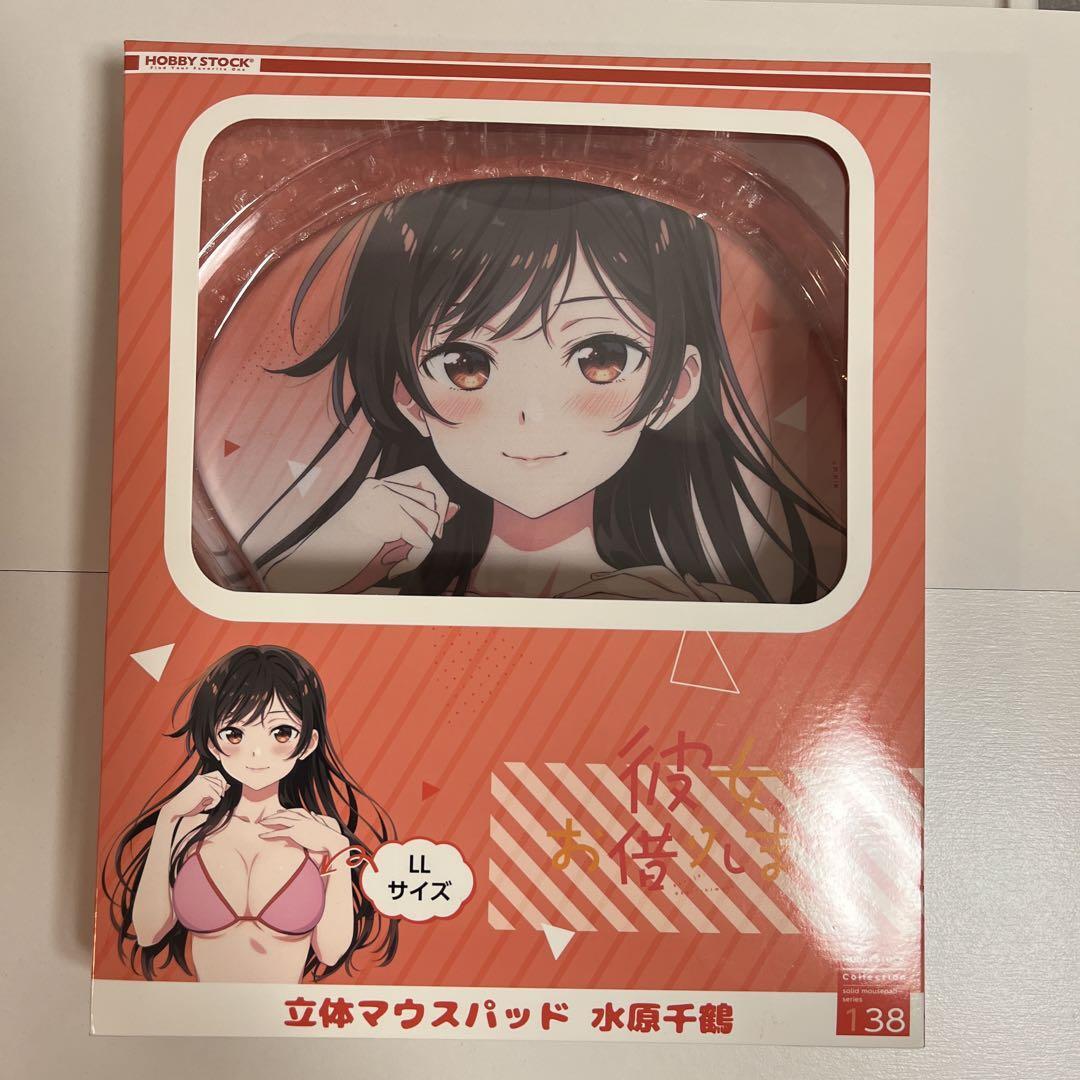 HOBBY STOCK®
Find Your Favorite One
彼女
お借りしま
LL
サイズ
Collection
solid mousepad
series
138
立体マウスパッド 水原千鶴